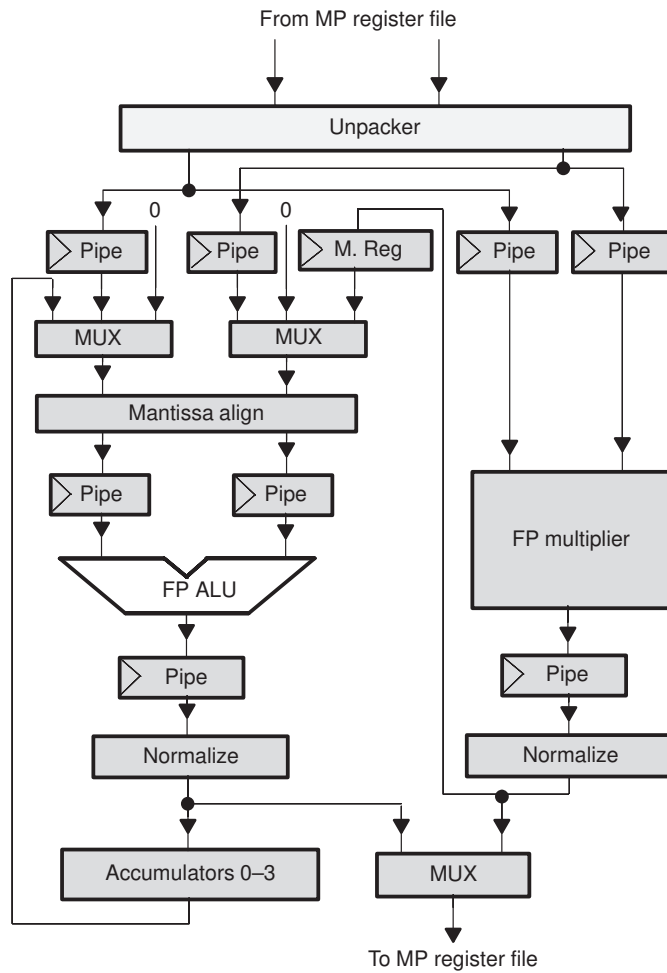 From MP register file
Unpacker
0
0
Pipe
Pipe
M. Reg
Pipe
Pipe
MUX
MUX
Mantissa align
Pipe
Pipe
FP multiplier
FP ALU
Pipe
Pipe
Normalize
Normalize
Accumulators 0–3
MUX
To MP register file